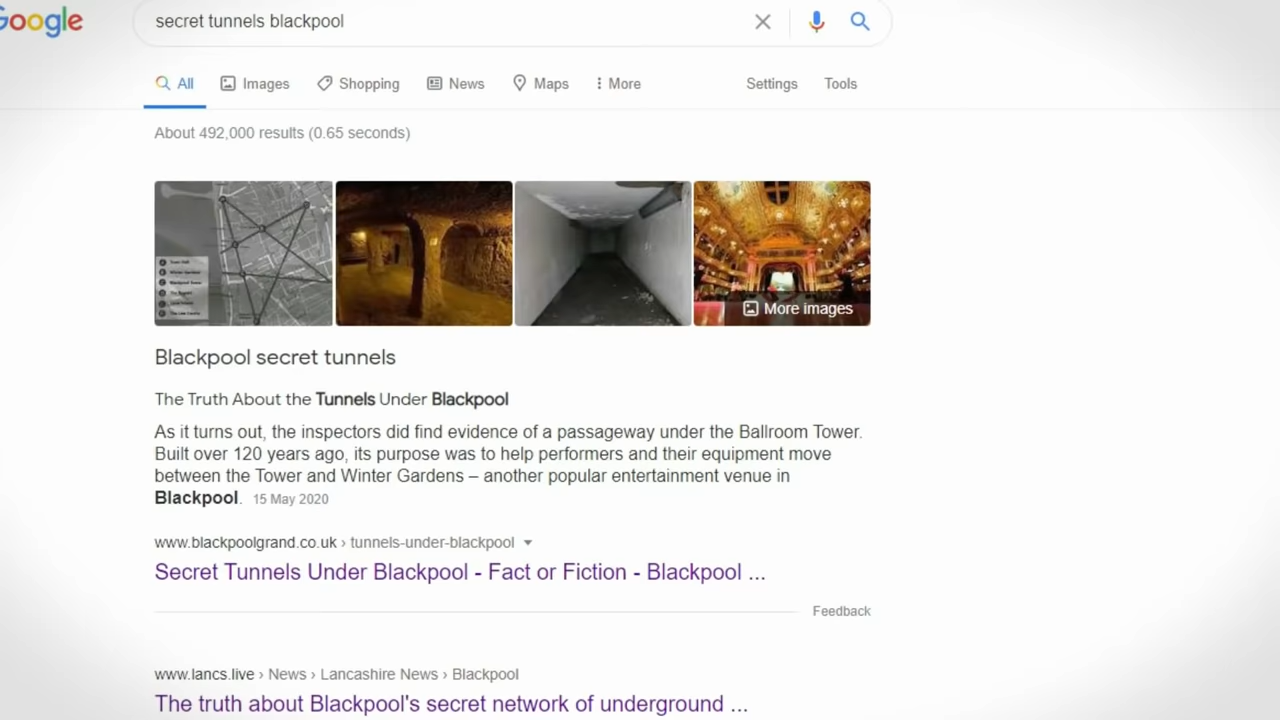 Google
secret tunnels blackpool
All Images Shopping News Maps More Settings Tools
About 492,000 results (0.65 seconds)
More images
Blackpool secret tunnels
The Truth About the Tunnels Under Blackpool
As it turns out, the inspectors did find evidence of a passageway under the Ballroom Tower.
Built over 120 years ago, its purpose was to help performers and their equipment move
between the Tower and Winter Gardens – another popular entertainment venue in
Blackpool. 15 May 2020
www.blackpoolgrand.co.uk › tunnels-under-blackpool
Secret Tunnels Under Blackpool - Fact or Fiction - Blackpool ...
Feedback
www.lancs.live › News › Lancashire News › Blackpool
The truth about Blackpool's secret network of underground ...